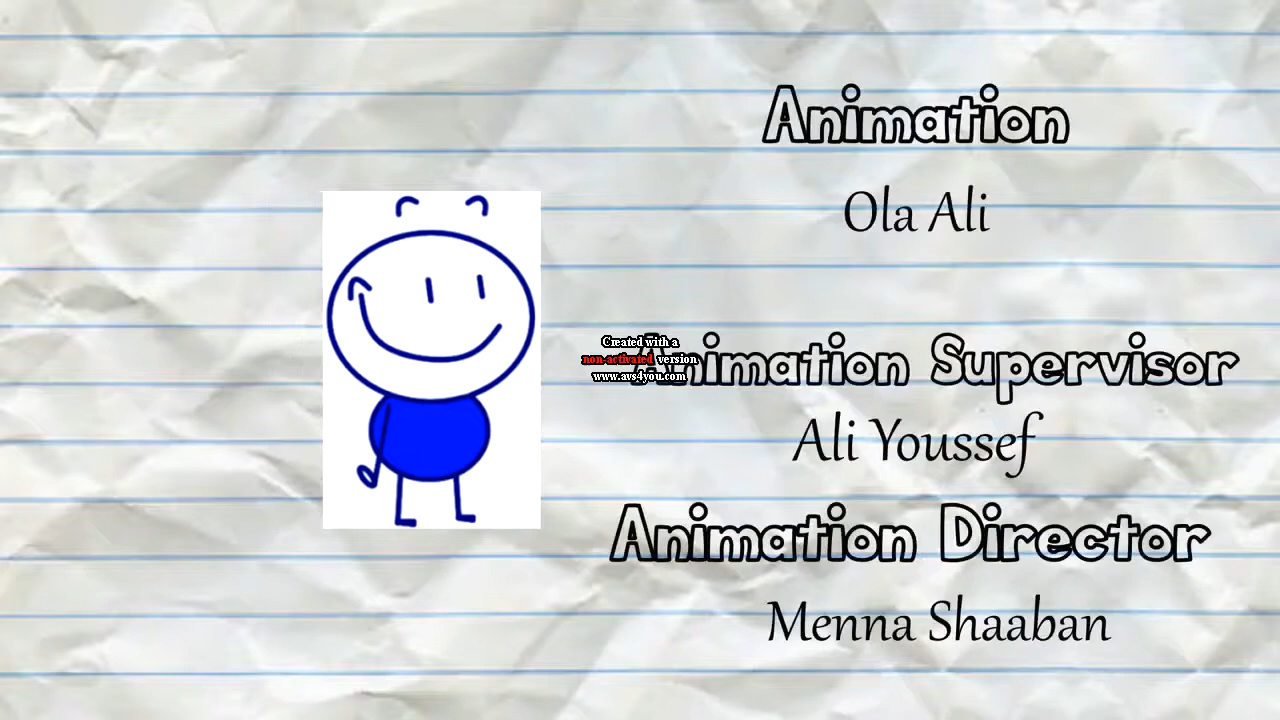 Animation
Ola Ali
Created with a
non-activated version
www.avs4you.com
Animation Supervisor
Ali Youssef
Animation Director
Menna Shaaban